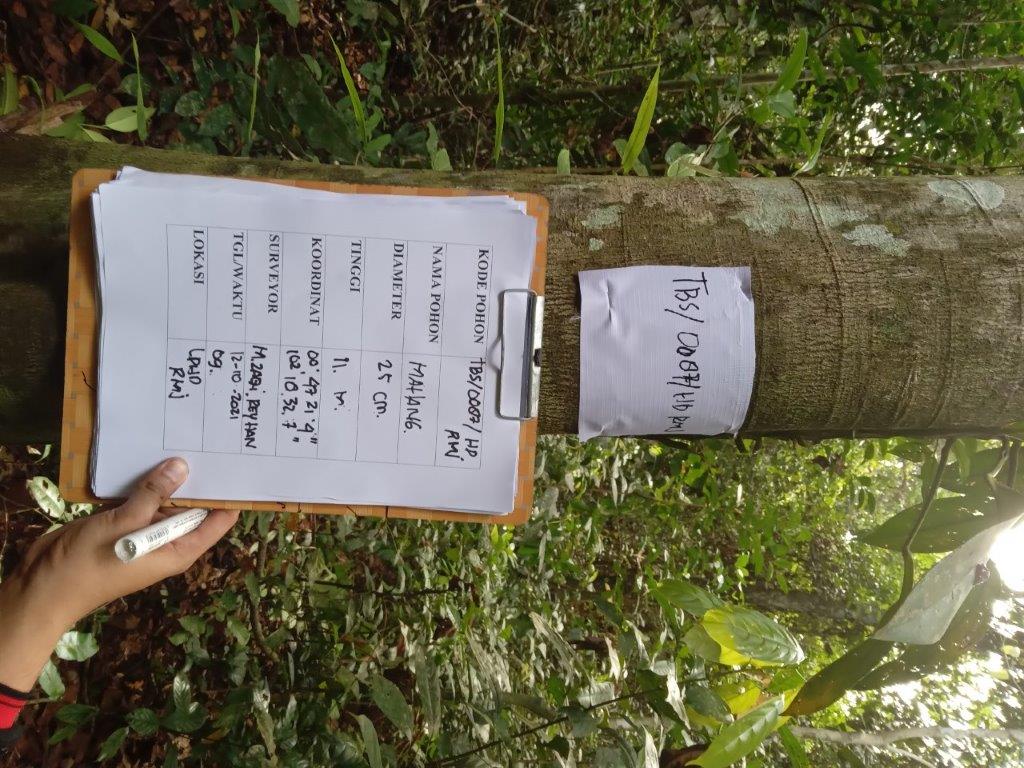 TBS/0087/HD RMJ
KODE POHON TBS/0087/HD
RMJ
NAMA POHON MAHANG.
DIAMETER 25 cm.
TINGGI 11. M.
KOORDINAT 00° 47 21 '4"
102° 10. 32. 7"
SURVEYOR M. ZAKI. REYHAN
TGL/WAKTU 12-10-2021
09.
LOKASI LPHD
RMJ